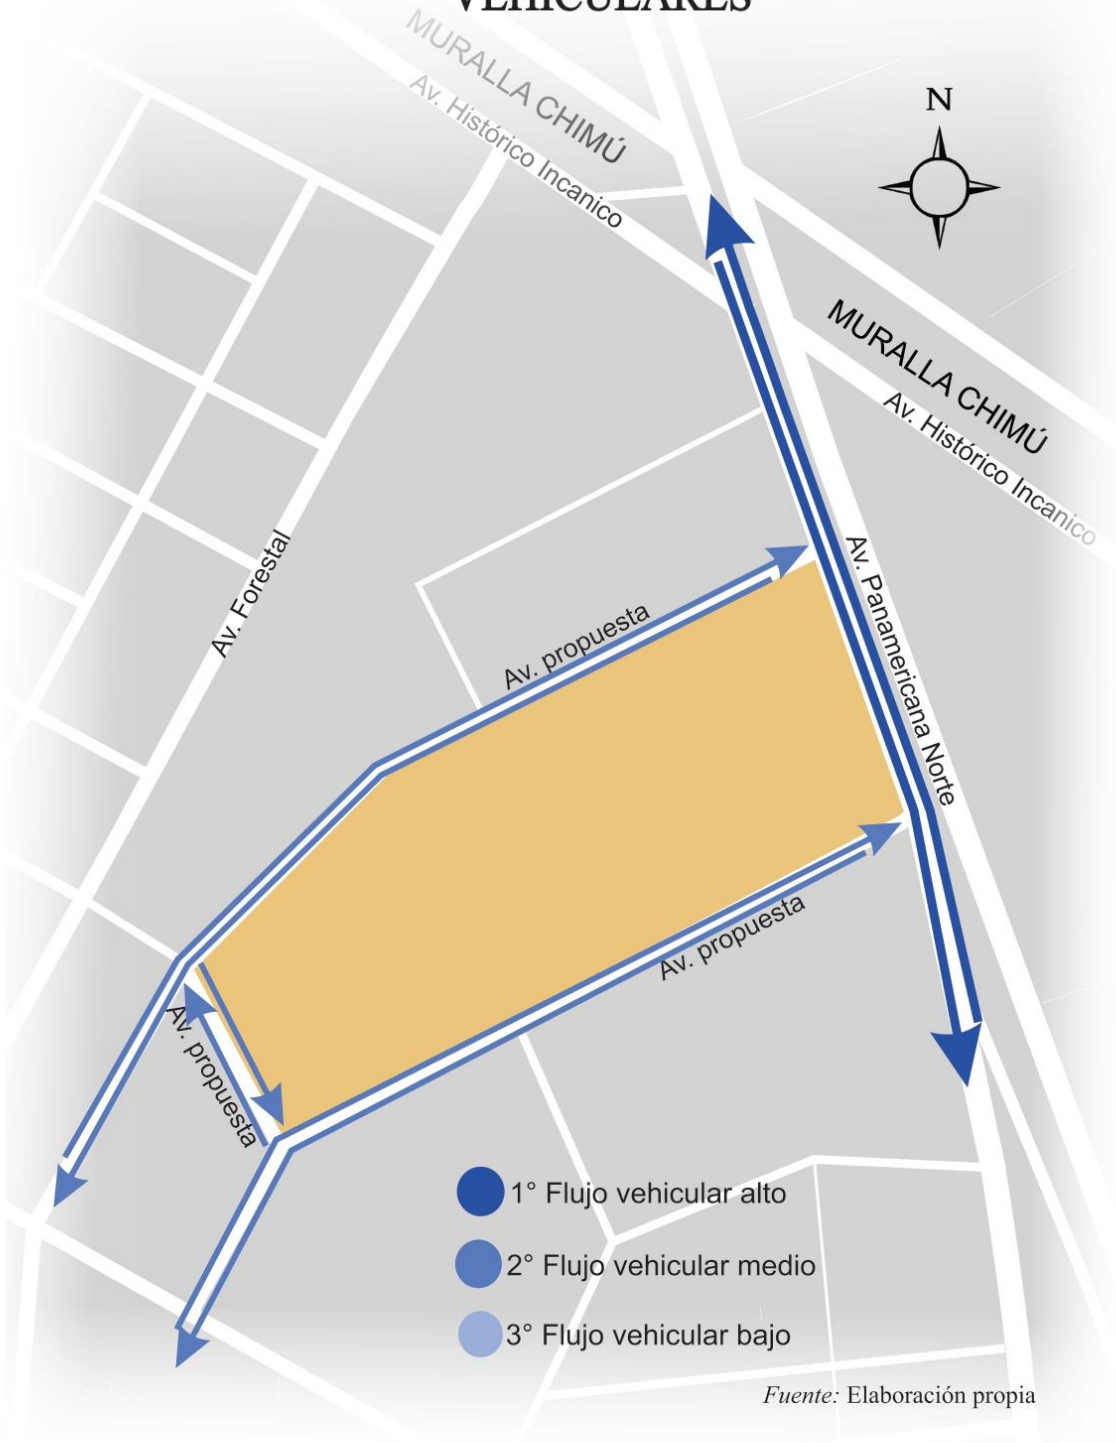 VEHICULARES
MURALLA CHIMÚ
Av. Histórico Incanico
N
MURALLA CHIMÚ
Av. Histórico Incanico
Av. Forestal
Av. Panamericana Norte
Av. propuesta
Av. propuesta
Av. propuesta
1° Flujo vehicular alto
2° Flujo vehicular medio
3° Flujo vehicular bajo
Fuente: Elaboración propia